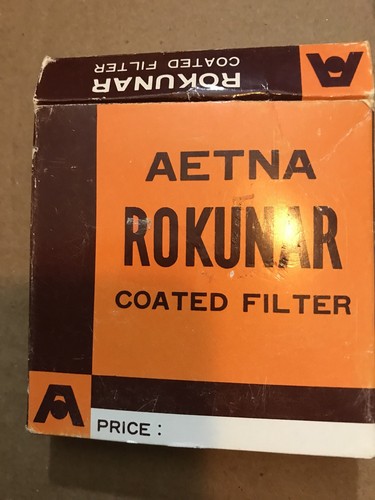 ROKUNAR
COATED FILTER
A
AETNA
ROKUNAR
COATED FILTER
A
PRICE :